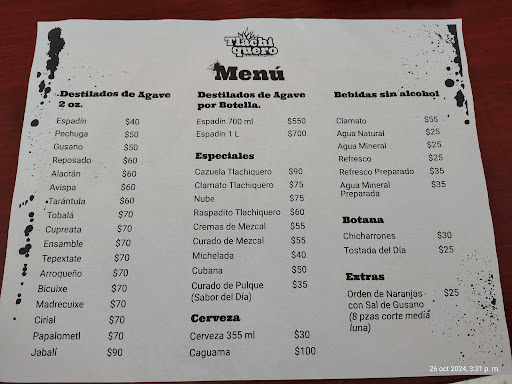 Tlachi
quero
Menú
Destilados de Agave
2 oz.
Espadín $40
Pechuga $50
Gusano $50
Reposado $60
Alacrán $60
Avispa $60
Tarántula $60
Tobalá $70
Cupreata $70
Ensamble $70
Tepextate $70
Arroqueño $70
Bicuixe $70
Madrecuixe $70
Cirial $70
Papalometl $70
Jabalí $90
Destilados de Agave
por Botella.
Espadín 700 ml $550
Espadín 1 L $700
Especiales
Cazuela Tlachiquero $90
Clamato Tlachiquero $75
Nube $75
Raspadito Tlachiquero $60
Cremas de Mezcal $55
Curado de Mezcal $55
Michelada $40
Cubana $50
Curado de Pulque $35
(Sabor del Día)
Cerveza
Cerveza 355 ml $30
Caguama $100
Bebidas sin alcohol
Clamato $55
Agua Natural $25
Agua Mineral $25
Refresco $25
Refresco Preparado $35
Agua Mineral $35
Preparada
Botana
Chicharrones $30
Tostada del Día $25
Extras
Orden de Naranjas $25
con Sal de Gusano
(8 pzas corte media
luna)
26 oct 2024, 3:31 p. m.